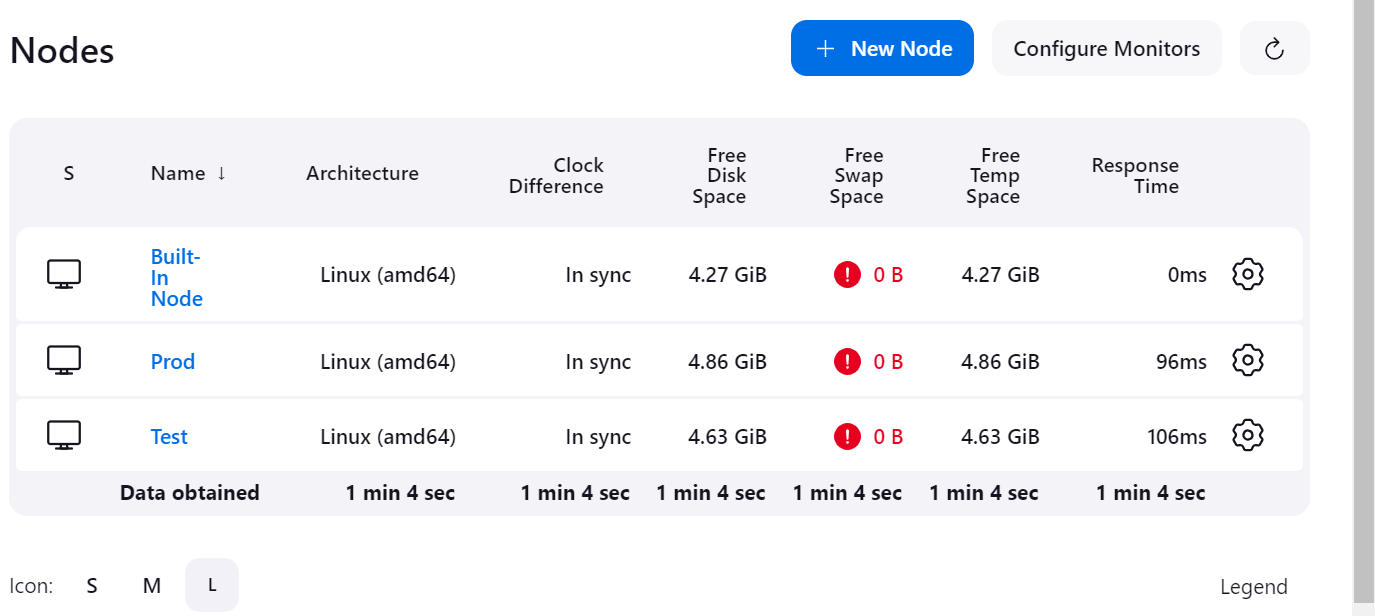 Nodes
+ New Node
Configure Monitors
S
Name ↓
Architecture
Clock
Difference
Free
Disk
Space
Free
Swap
Space
Free
Temp
Space
Response
Time
Built-
In
Node
Linux (amd64)
In sync
4.27 GiB
! 0 B
4.27 GiB
0ms
Prod
Linux (amd64)
In sync
4.86 GiB
! 0 B
4.86 GiB
96ms
Test
Linux (amd64)
In sync
4.63 GiB
! 0 B
4.63 GiB
106ms
Data obtained
1 min 4 sec
1 min 4 sec
1 min 4 sec
1 min 4 sec
1 min 4 sec
1 min 4 sec
Icon:
S
M
L
Legend